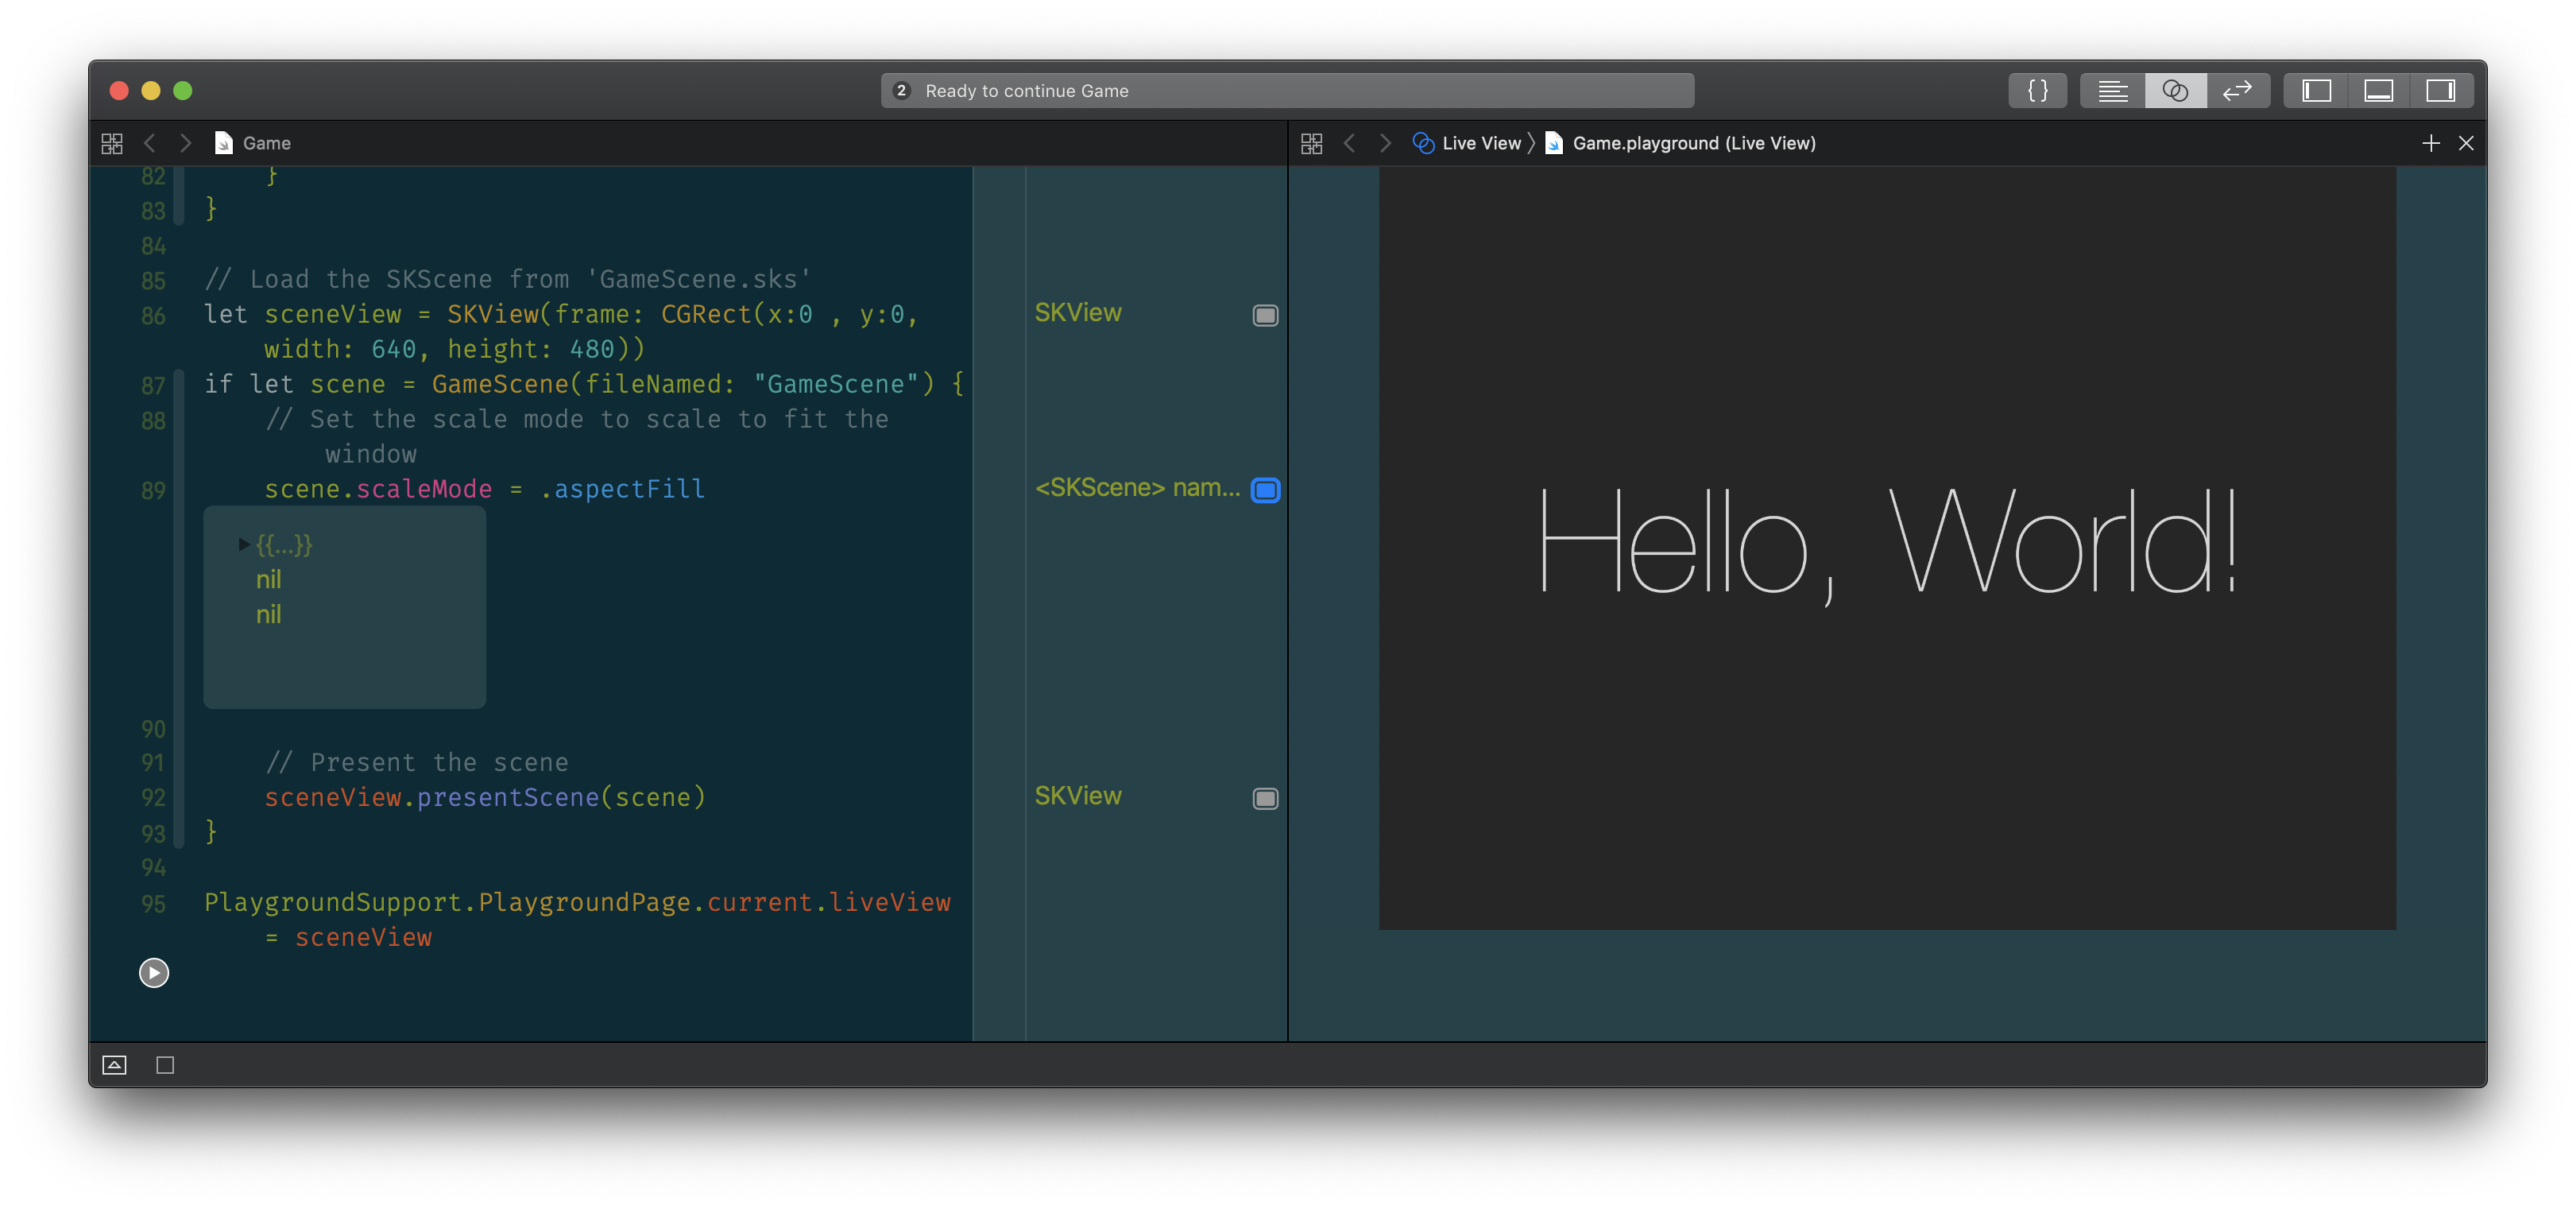 2 Ready to continue Game
Game
Live View
Game.playground (Live View)
82 }
83 }
84
85 // Load the SKScene from 'GameScene.sks'
86 let sceneView = SKView(frame: CGRect(x:0 , y:0,
width: 640, height: 480))
SKView
87 if let scene = GameScene(fileNamed: "GameScene") {
88 // Set the scale mode to scale to fit the
window
89 scene.scaleMode = .aspectFill
<SKScene> nam...
{{...}}
nil
nil
90
91 // Present the scene
92 sceneView.presentScene(scene)
SKView
93 }
94
95 PlaygroundSupport.PlaygroundPage.current.liveView
= sceneView
Hello, World!